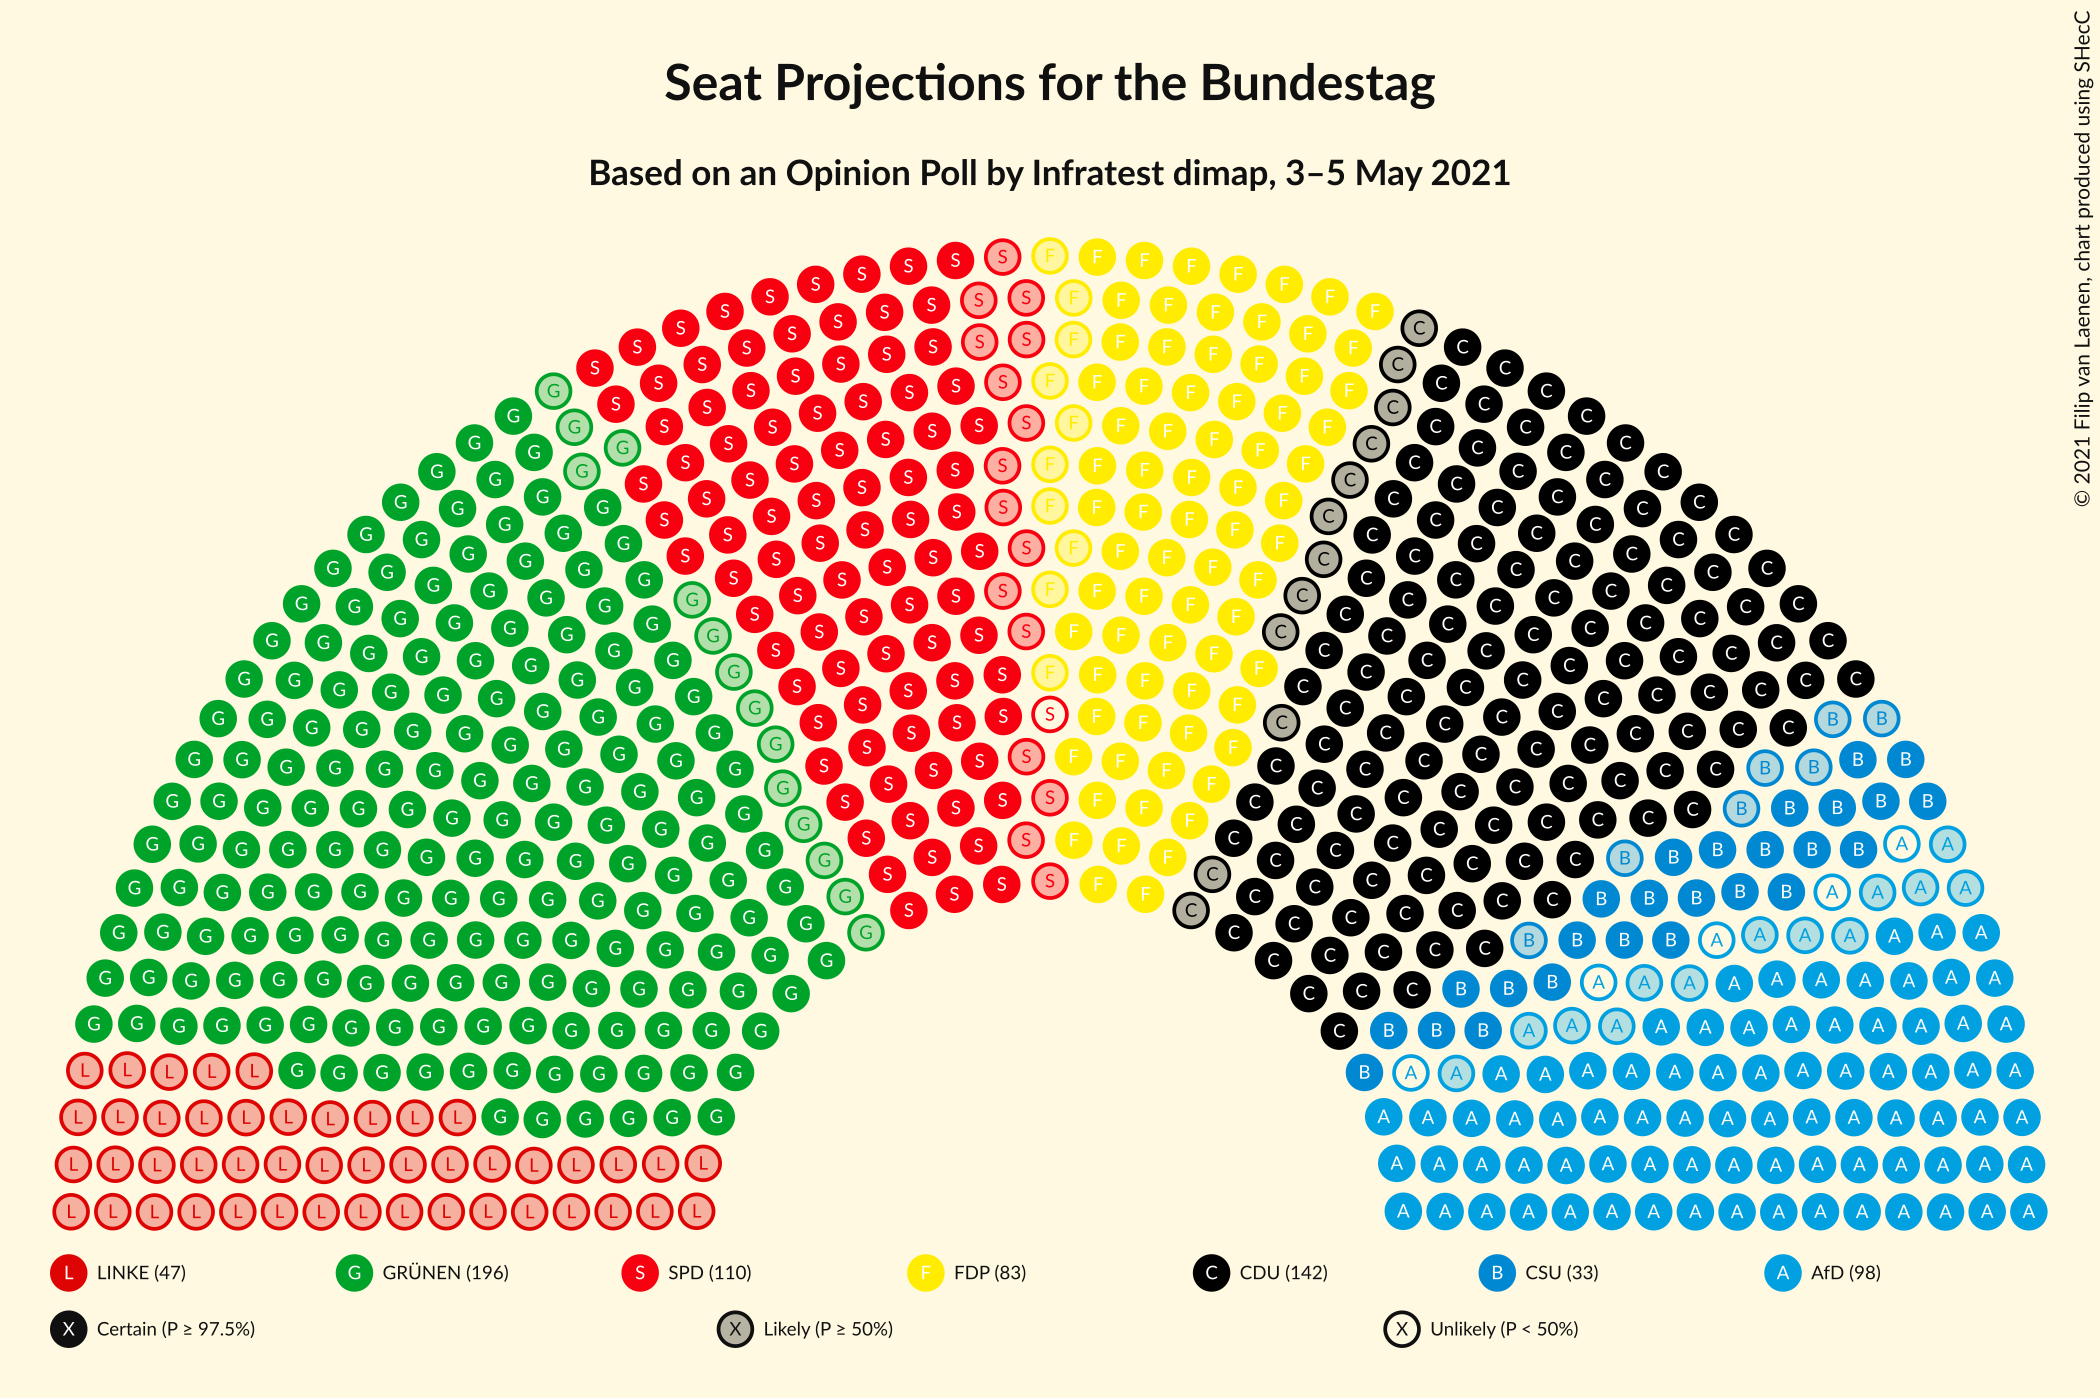 Seat Projections for the Bundestag
Based on an Opinion Poll by Infratest dimap, 3–5 May 2021
© 2021 Filip van Laenen, chart produced using SHecC
L LINKE (47)
G GRÜNEN (196)
S SPD (110)
F FDP (83)
C CDU (142)
B CSU (33)
A AfD (98)
X Certain (P ≥ 97.5%)
X Likely (P ≥ 50%)
X Unlikely (P < 50%)